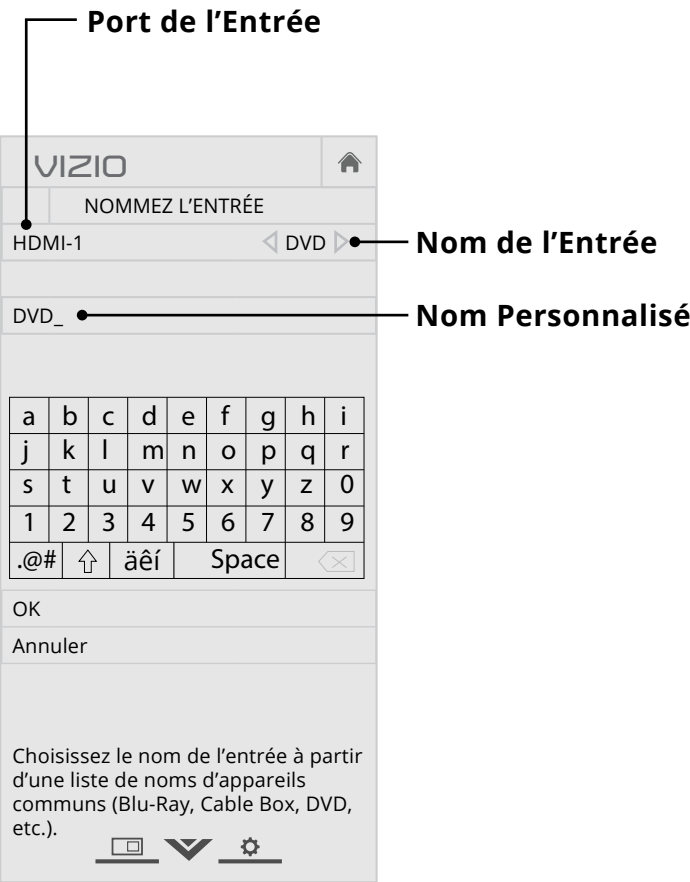 Port de l'Entrée
VIZIO
NOMMEZ L'ENTRÉE
HDMI-1 DVD
Nom de l'Entrée
DVD_
Nom Personnalisé
a b c d e f g h i
j k l m n o p q r
s t u v w x y z 0
1 2 3 4 5 6 7 8 9
.@# äêí Space
OK
Annuler
Choisissez le nom de l'entrée à partir
d'une liste de noms d'appareils
communs (Blu-Ray, Cable Box, DVD,
etc.).